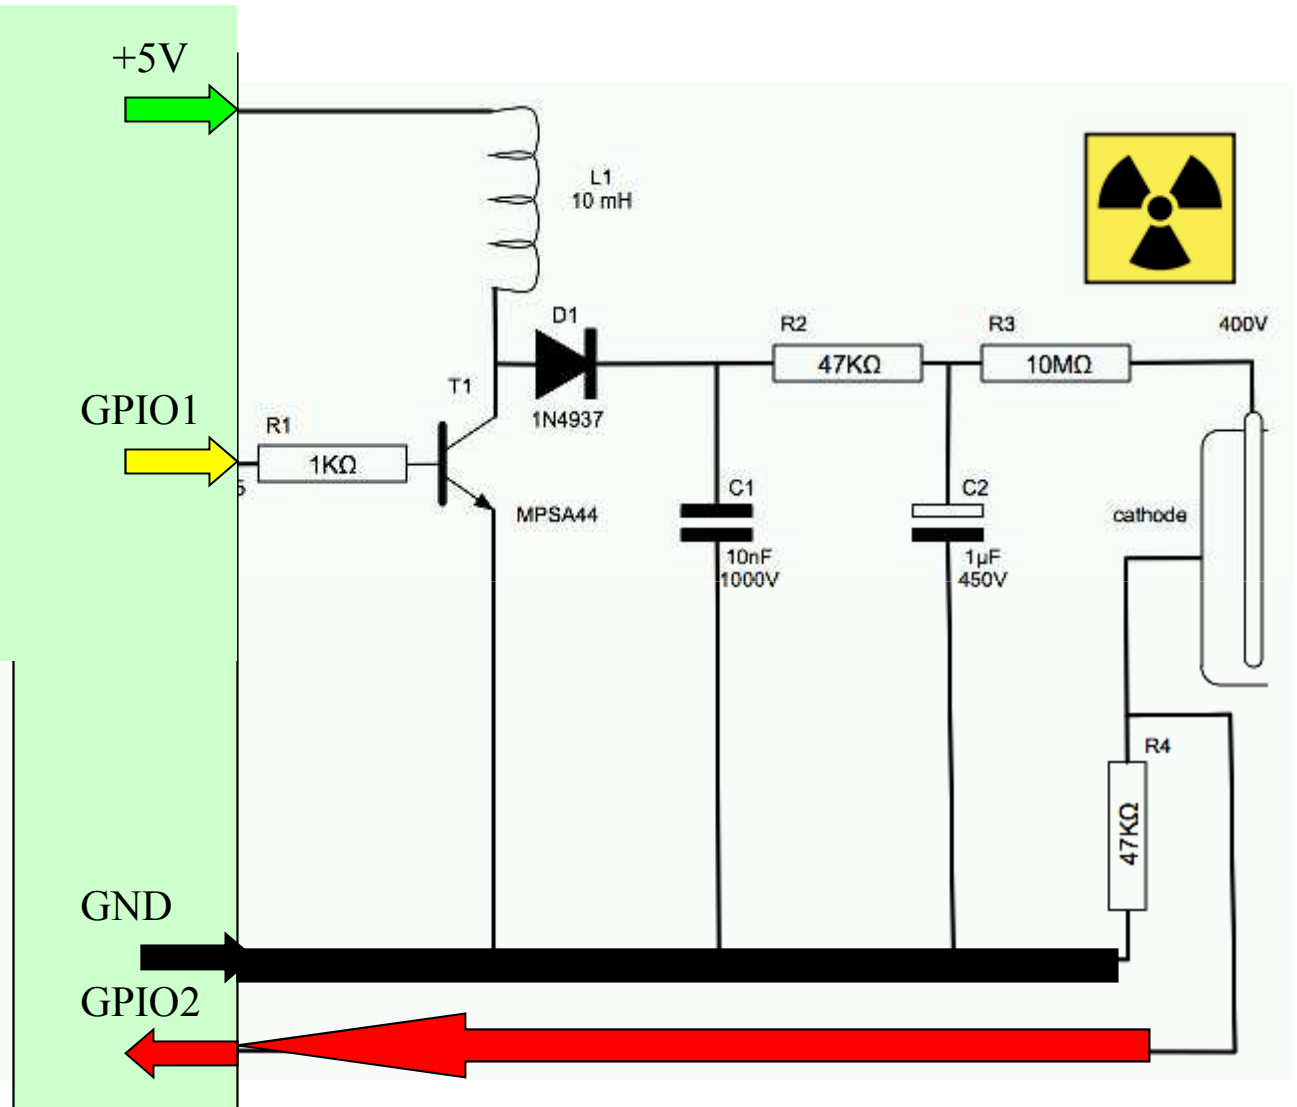 +5V
L1
10 mH
D1
R2
R3
400V
47KΩ
10MΩ
T1
1N4937
GPIO1
R1
1KΩ
5
MPSA44
C1
10nF
1000V
C2
1µF
450V
cathode
R4
47KΩ
GND
GPIO2